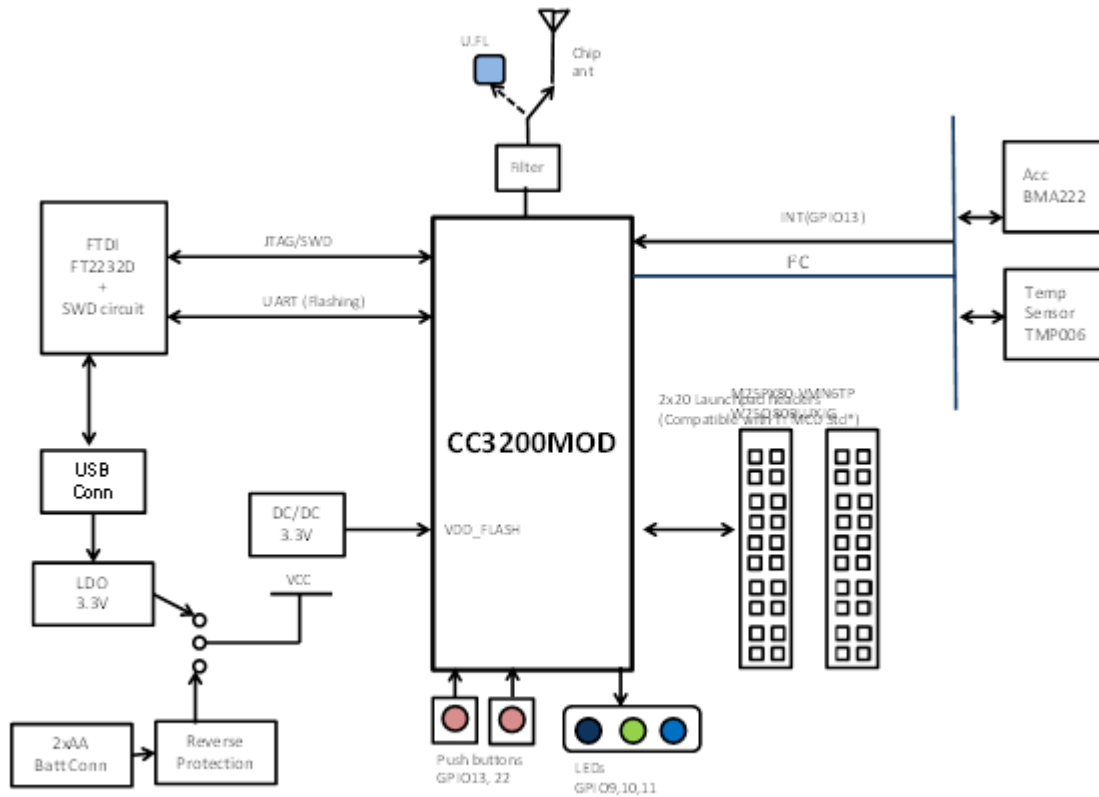 U.FL
Chip
ant
Filter
Acc
BMA222
INT(GPIO13)
FTDI
FT2232D
+
SWD circuit
JTAG/SWD
I²C
UART (Flashing)
Temp
Sensor
TMP006
2x20 Launchpad headers
(Compatible with TI MCU Std*)
M25PX80-VMN6TP
CC3200MOD
USB
Conn
DC/DC
3.3V
VDD_FLASH
LDO
3.3V
VCC
2xAA
Batt Conn
Reverse
Protection
Push buttons
GPIO13, 22
LEDs
GPIO9,10,11